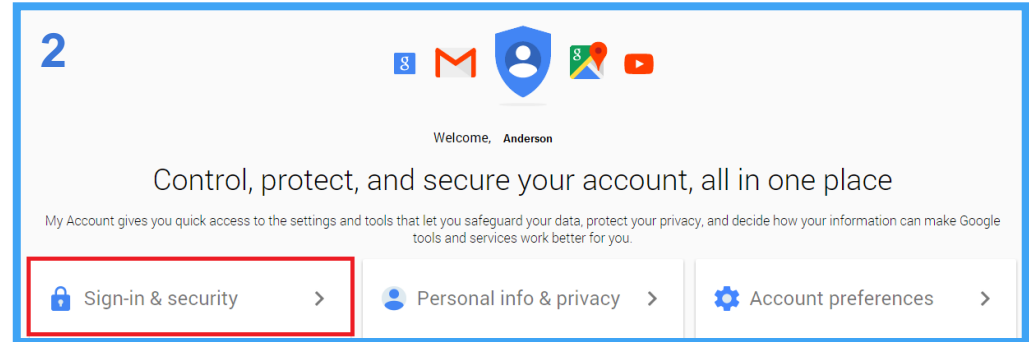 2
8
8
Welcome, Anderson
Control, protect, and secure your account, all in one place
My Account gives you quick access to the settings and tools that let you safeguard your data, protect your privacy, and decide how your information can make Google
tools and services work better for you.
Sign-in & security > Personal info & privacy > Account preferences >